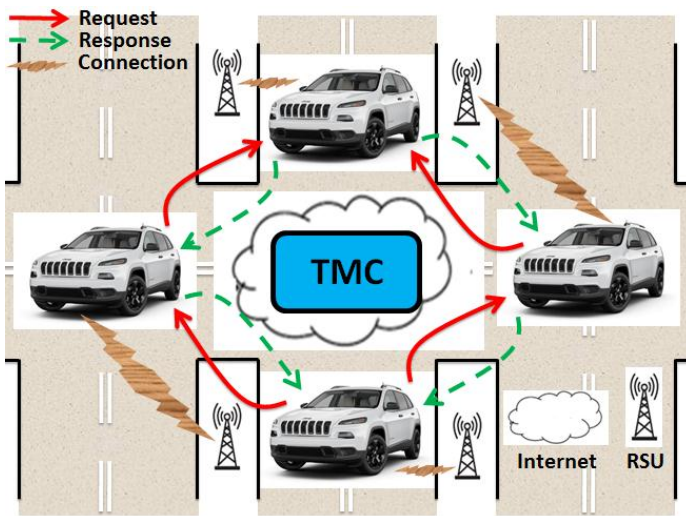 Request
Response
Connection
TMC
Internet
RSU